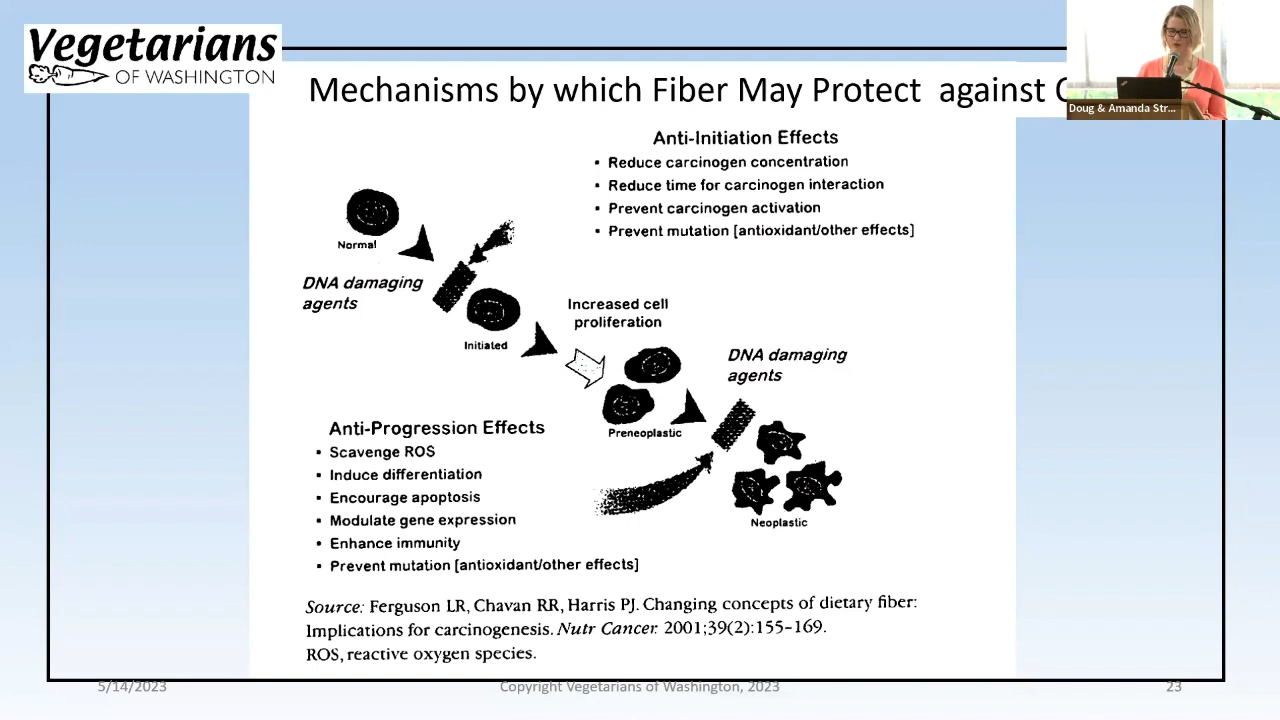 Vegetarians
OF WASHINGTON
Mechanisms by which Fiber May Protect against
Doug & Amanda Str...
Anti-Initiation Effects
▪ Reduce carcinogen concentration
▪ Reduce time for carcinogen interaction
▪ Prevent carcinogen activation
▪ Prevent mutation [antioxidant/other effects]
Normal
DNA damaging
agents
Initiated
Increased cell
proliferation
Preneoplastic
DNA damaging
agents
Neoplastic
Anti-Progression Effects
▪ Scavenge ROS
▪ Induce differentiation
▪ Encourage apoptosis
▪ Modulate gene expression
▪ Enhance immunity
▪ Prevent mutation [antioxidant/other effects]
Source: Ferguson LR, Chavan RR, Harris PJ. Changing concepts of dietary fiber:
Implications for carcinogenesis. Nutr Cancer. 2001;39(2):155–169.
ROS, reactive oxygen species.
5/14/2023
Copyright Vegetarians of Washington, 2023
23